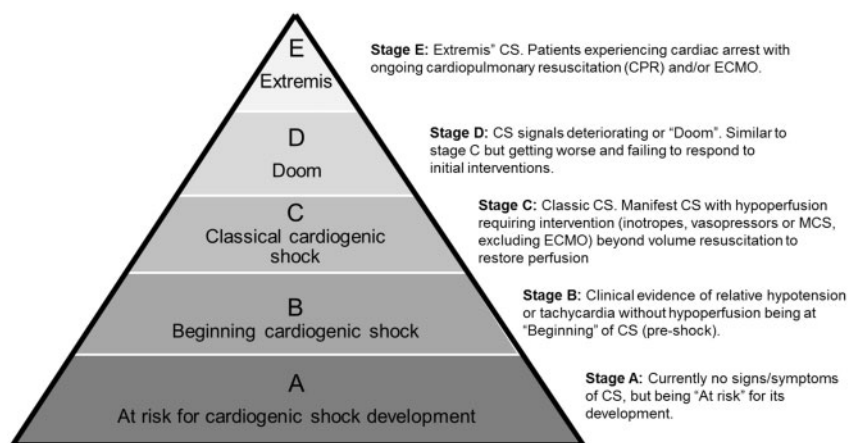 E
Extremis
Stage E: Extremis” CS. Patients experiencing cardiac arrest with
ongoing cardiopulmonary resuscitation (CPR) and/or ECMO.
D
Doom
Stage D: CS signals deteriorating or “Doom”. Similar to
stage C but getting worse and failing to respond to
initial interventions.
C
Classical cardiogenic
shock
Stage C: Classic CS. Manifest CS with hypoperfusion
requiring intervention (inotropes, vasopressors or MCS,
excluding ECMO) beyond volume resuscitation to
restore perfusion
B
Beginning cardiogenic shock
Stage B: Clinical evidence of relative hypotension
or tachycardia without hypoperfusion being at
“Beginning” of CS (pre-shock).
A
At risk for cardiogenic shock development
Stage A: Currently no signs/symptoms
of CS, but being “At risk” for its
development.